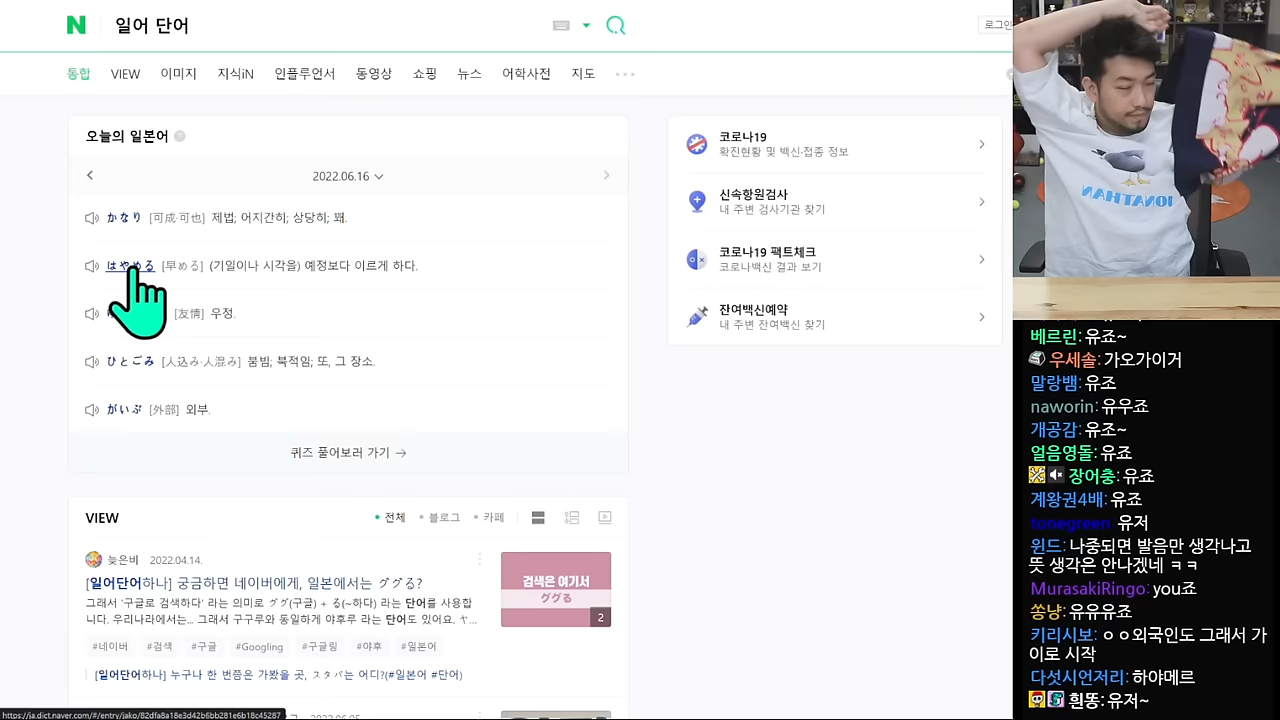 N 일어 단어
통합 VIEW 이미지 지식iN 인플루언서 동영상 쇼핑 뉴스 어학사전 지도
오늘의 일본어
2022.06.16
かなり [可成·可也] 제법; 어지간히; 상당히; 꽤.
はやめる [早める] (기일이나 시각을) 예정보다 이르게 하다.
[友情] 우정.
ひとごみ [人込み·人混み] 붐빔; 북적임; 또, 그 장소.
がいぶ [外部] 외부.
퀴즈 풀어보러 가기 →
VIEW
전체 블로그 카페
늦은비 2022.04.14.
[일어단어하나] 궁금하면 네이버에게, 일본에서는 ググる?
그래서 '구글로 검색하다' 라는 의미로 ググ(구글) + る(~하다) 라는 단어를 사용합
니다. 우리나라에서는... 그래서 구구루와 동일하게 야후루 라는 단어도 있어요. ヤ...
#네이버 #검색 #구글 #Googling #구글링 #야후 #일본어
[일어단어하나] 누구나 한 번쯤은 가봤을 곳, スタバ는 어디?(#일본어 #단어)
검색은 여기서
ググる
2
https://ja.dict.naver.com/#/entry/jako/82dfa8a18e3d42b6bb281e6b18c45287
코로나19
확진현황 및 백신·접종 정보
신속항원검사
내 주변 검사기관 찾기
코로나19 팩트체크
코로나백신 결과 보기
잔여백신예약
내 주변 잔여백신 찾기
로그인
JONATHAN
베르린: 유죠~
우세솔: 가오가이거
말랑뱀: 유조
naworin: 유우죠
개공감: 유조~
얼음영돌: 유죠
장어충: 유죠
계왕권4배: 유죠
tonegreen: 유저
윈드: 나중되면 발음만 생각나고
뜻 생각은 안나겠네 ㅋㅋ
MurasakiRingo: you죠
쏭냥: 유유유죠
키리시보: ㅇㅇ외국인도 그래서 가
이로 시작
다섯시언저리: 하야메르
흰똥: 유저~